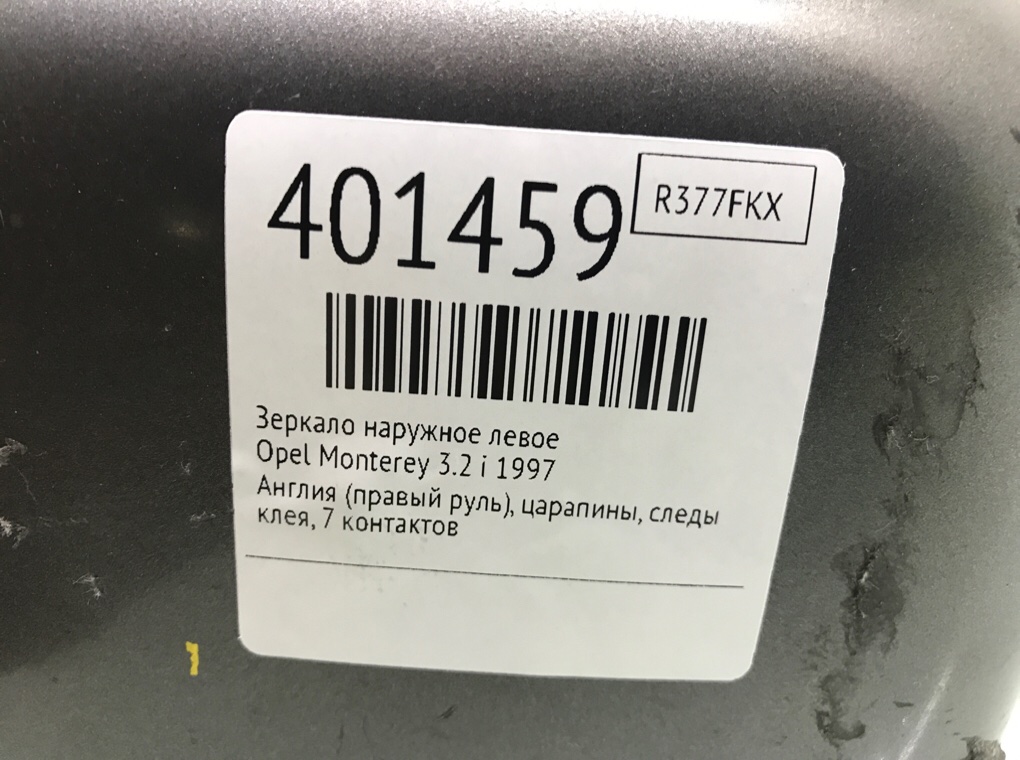 401459
R377FKX
Зеркало наружное левое
Opel Monterey 3.2 i 1997
Англия (правый руль), царапины, следы
клея, 7 контактов